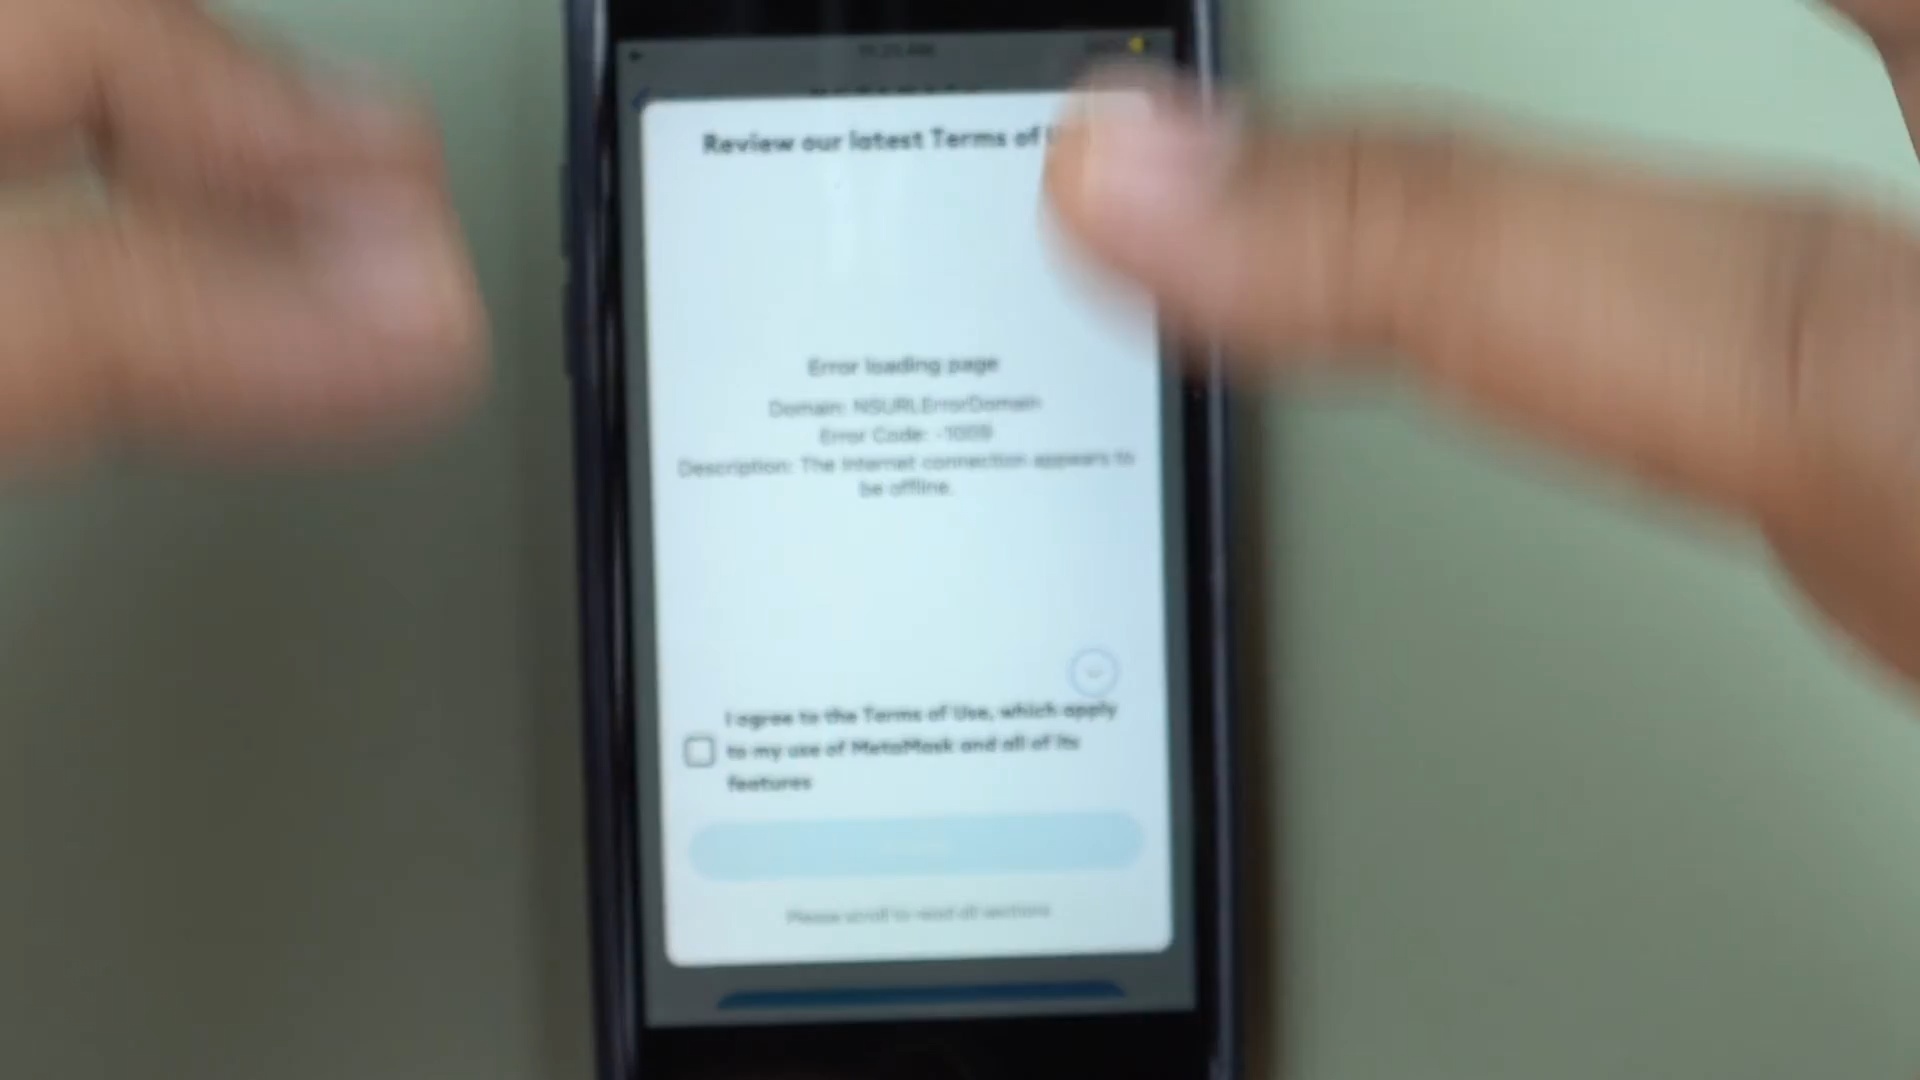 Review our latest Terms of
Error loading page
Domain: NSURLErrorDomain
Error Code: -1009
Description: The Internet connection appears to
be offline.
I agree to the Terms of Use, which apply
to my use of MetaMask and all of its
features
Please scroll to read all sections